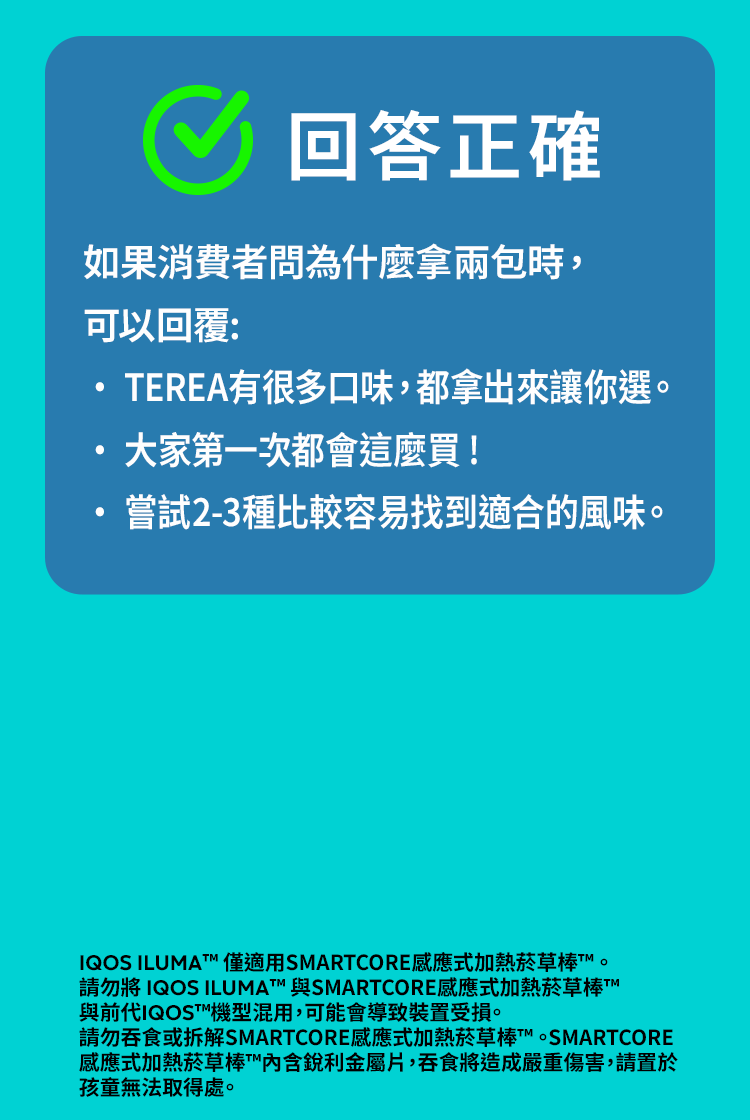 回答正確
如果消費者問為什麼拿兩包時，
可以回覆:
• TEREA有很多口味，都拿出來讓你選。
• 大家第一次都會這麼買！
• 嘗試2-3種比較容易找到適合的風味。
IQOS ILUMA™ 僅適用SMARTCORE感應式加熱菸草棒™。
請勿將 IQOS ILUMA™ 與SMARTCORE感應式加熱菸草棒™
與前代IQOS™機型混用，可能會導致裝置受損。
請勿吞食或拆解SMARTCORE感應式加熱菸草棒™。SMARTCORE
感應式加熱菸草棒™內含銳利金屬片，吞食將造成嚴重傷害，請置於
孩童無法取得處。